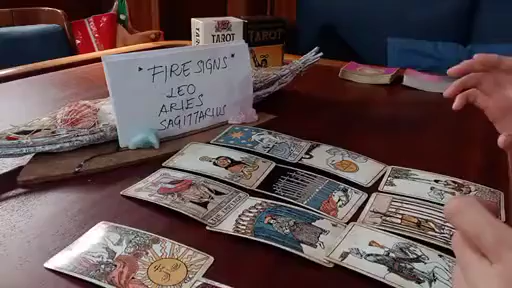 TAROT
TAROT
*FIRE SIGNS*
LEO
ARIES
SAGITTARIUS